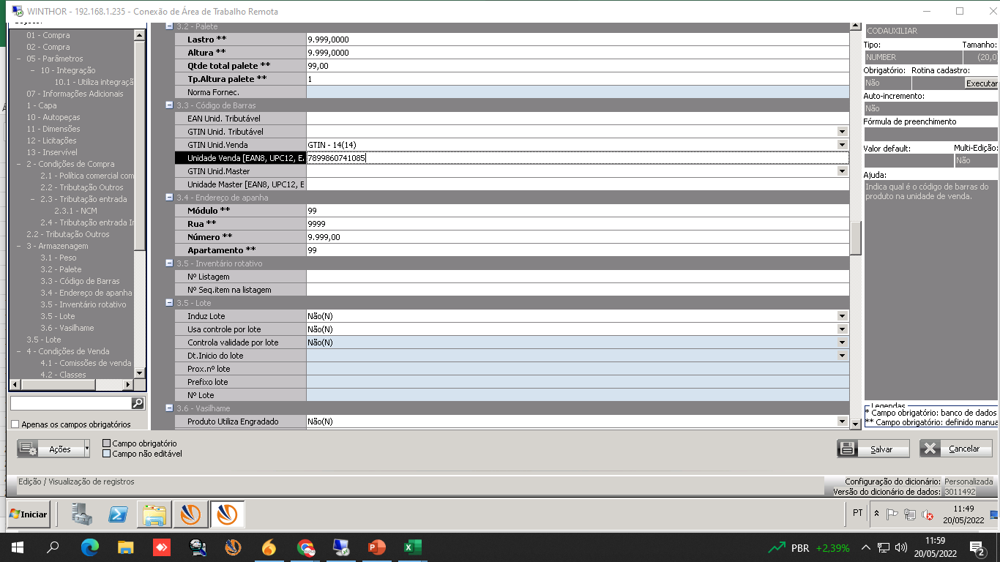 WINTHOR - 192.168.1.235 - Conexão de Área de Trabalho Remota
01 - Compra
02 - Compra
05 - Parâmetros
10 - Integração
10.1 - Utiliza integraçã
07 - Informações Adicionais
1 - Capa
10 - Autopeças
11 - Dimensões
12 - Licitações
13 - Inservível
2 - Condições de Compra
2.1 - Política comercial com
2.2 - Tributação Outros
2.3 - Tributação entrada
2.3.1 - NCM
2.4 - Tributação entrada Ir
2.2 - Tributação Outros
3 - Armazenagem
3.1 - Peso
3.2 - Palete
3.3 - Código de Barras
3.4 - Endereço de apanha
3.5 - Inventário rotativo
3.5 - Lote
3.6 - Vasilhame
3.5 - Lote
4 - Condições de Venda
4.1 - Comissões de venda
4.2 - Classes
Apenas os campos obrigatórios
3.2 - Palete
Lastro ** 9.999,0000
Altura ** 9.999,0000
Qtde total palete ** 99,00
Tp.Altura palete ** 1
Norma Fornec.
3.3 - Código de Barras
EAN Unid. Tributável
GTIN Unid. Tributável
GTIN Unid.Venda GTIN - 14(14)
Unidade Venda [EAN8, UPC12, E. 7899860741085
GTIN Unid.Master
Unidade Master [EAN8, UPC12, E
3.4 - Endereço de apanha
Módulo ** 99
Rua ** 9999
Número ** 9.999,00
Apartamento ** 99
3.5 - Inventário rotativo
Nº Listagem
Nº Seq.item na listagem
3.5 - Lote
Induz Lote Não(N)
Usa controle por lote Não(N)
Controla validade por lote Não(N)
Dt.Inicio do lote
Prox.nº lote
Prefixo lote
Nº Lote
3.6 - Vasilhame
Produto Utiliza Engradado Não(N)
CODAUXILIAR
Tipo: Tamanho:
NUMBER (20,0
Obrigatório: Rotina cadastro:
Não Executar
Auto-incremento:
Não
Fórmula de preenchimento
Valor default: Multi-Edição:
Não
Ajuda:
Indica qual é o código de barras do
produto na unidade de venda.
Legendas
* Campo obrigatório: banco de dados
** Campo obrigatório: definido manua
Ações
Campo obrigatório
Campo não editável
Salvar
Cancelar
Edição / Visualização de registros
Configuração do dicionário: Personalizada
Versão do dicionário de dados: 3011492
Iniciar
PT
11:49
20/05/2022
PBR +2,39%
11:59
20/05/2022
2